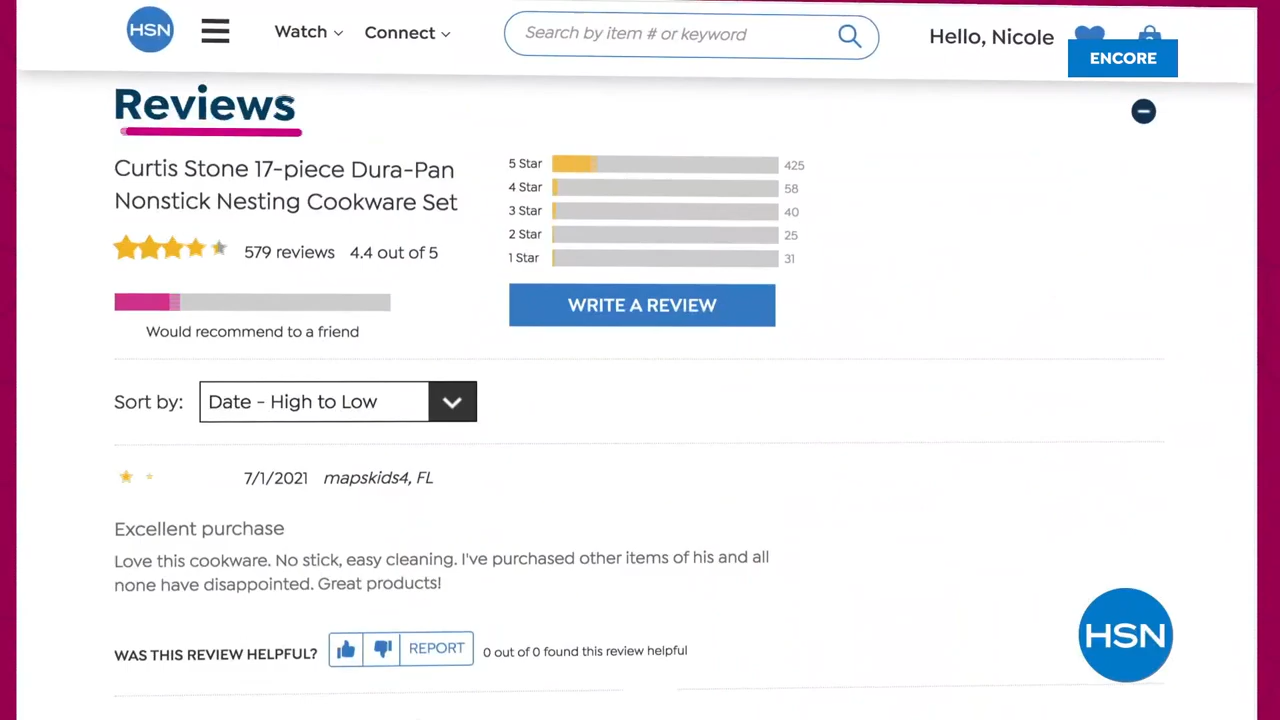 HSN
Watch
Connect
Search by item # or keyword
Hello, Nicole
ENCORE
Reviews
Curtis Stone 17-piece Dura-Pan
Nonstick Nesting Cookware Set
579 reviews 4.4 out of 5
Would recommend to a friend
5 Star 425
4 Star 58
3 Star 40
2 Star 25
1 Star 31
WRITE A REVIEW
Sort by: Date - High to Low
7/1/2021 mapskids4, FL
Excellent purchase
Love this cookware. No stick, easy cleaning. I've purchased other items of his and all
none have disappointed. Great products!
WAS THIS REVIEW HELPFUL? REPORT 0 out of 0 found this review helpful
HSN